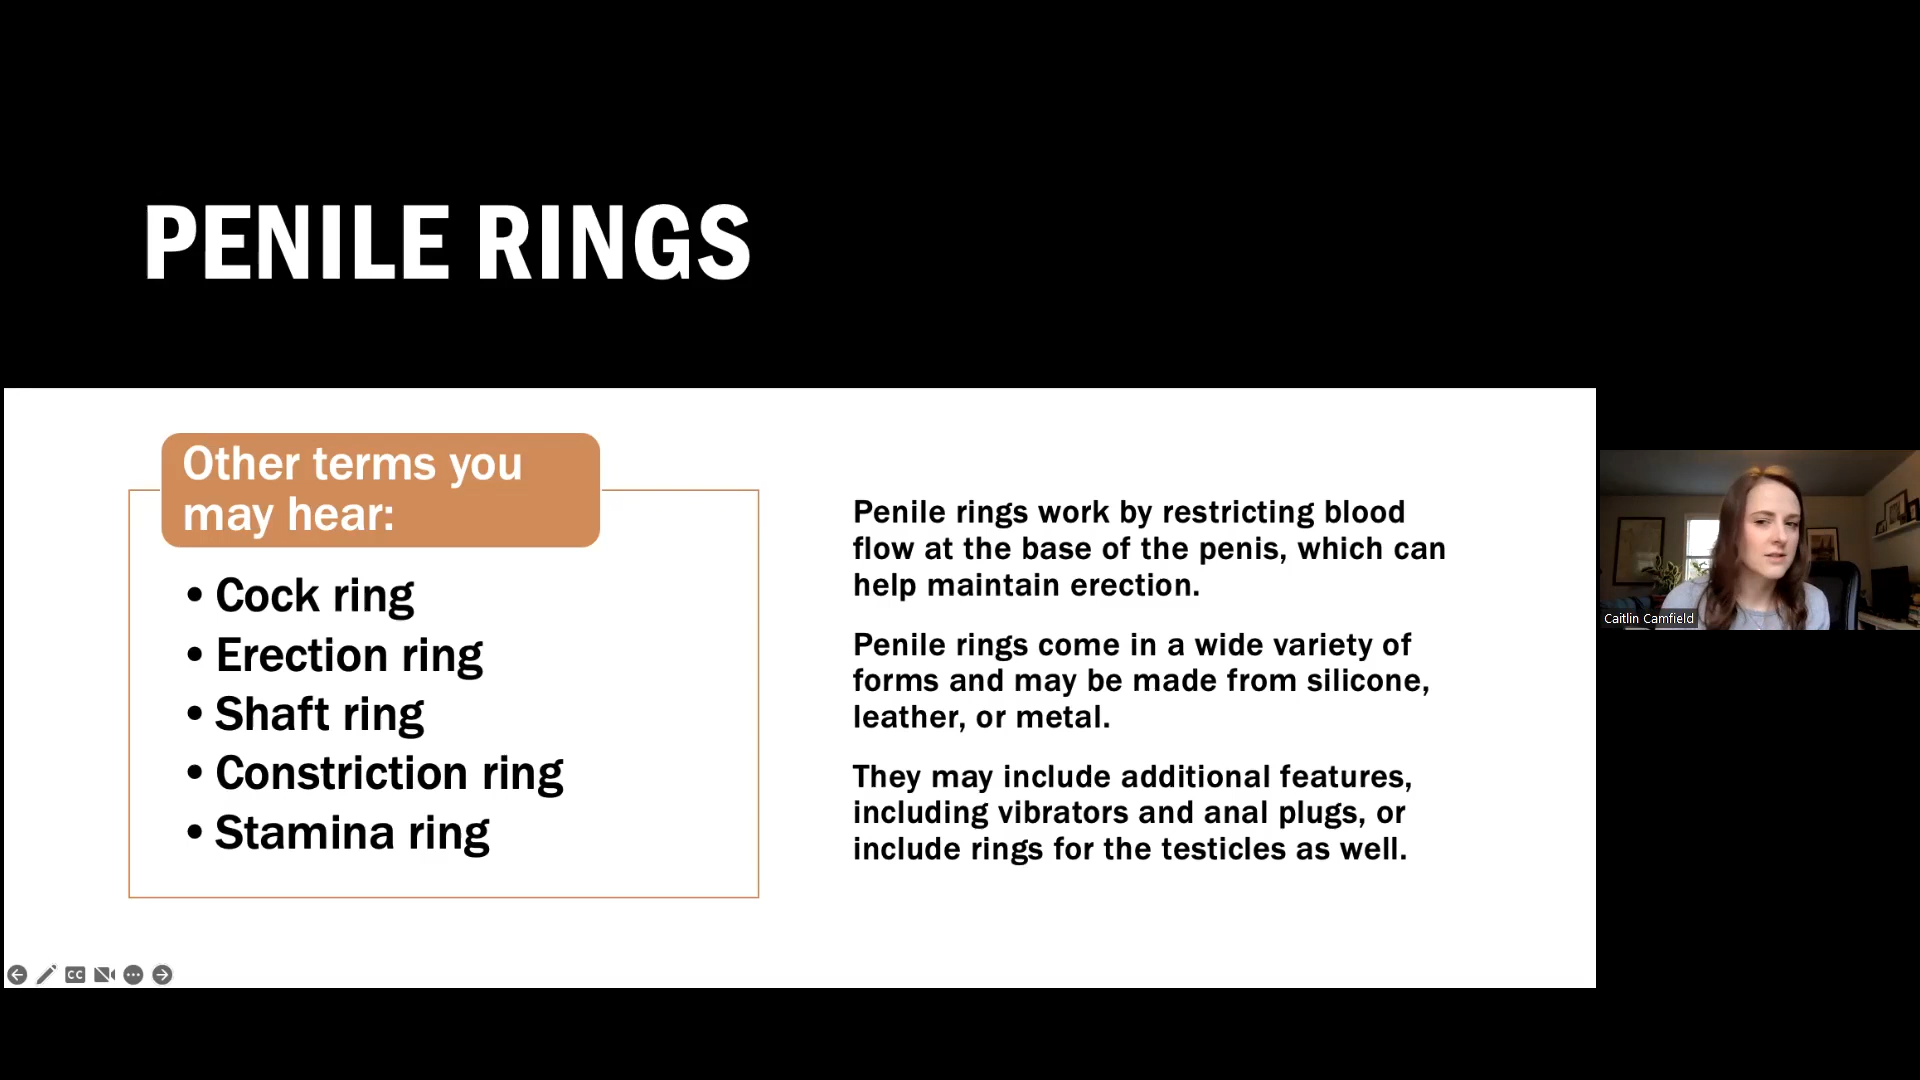 PENILE RINGS
Other terms you
may hear:
• Cock ring
• Erection ring
• Shaft ring
• Constriction ring
• Stamina ring
Penile rings work by restricting blood
flow at the base of the penis, which can
help maintain erection.
Penile rings come in a wide variety of
forms and may be made from silicone,
leather, or metal.
They may include additional features,
including vibrators and anal plugs, or
include rings for the testicles as well.
CC
Caitlin Camfield